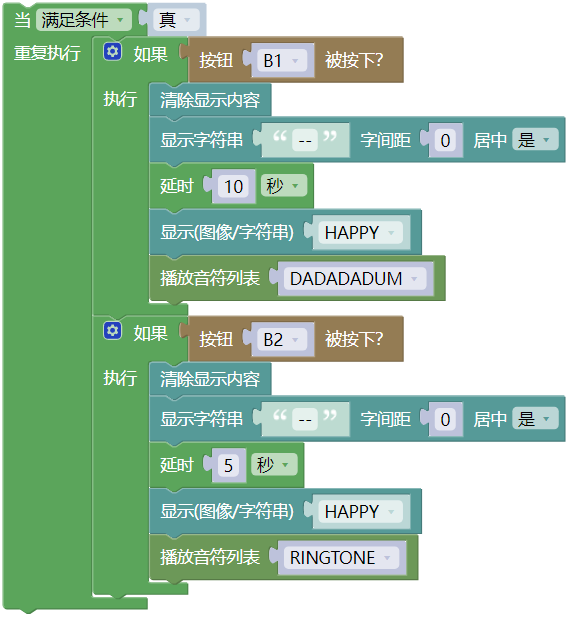 当 满足条件 真
重复执行 如果 按钮 B1 被按下?
执行 清除显示内容
显示字符串 “ -- ” 字间距 0 居中 是
延时 10 秒
显示(图像/字符串) HAPPY
播放音符列表 DADADADUM
如果 按钮 B2 被按下?
执行 清除显示内容
显示字符串 “ -- ” 字间距 0 居中 是
延时 5 秒
显示(图像/字符串) HAPPY
播放音符列表 RINGTONE